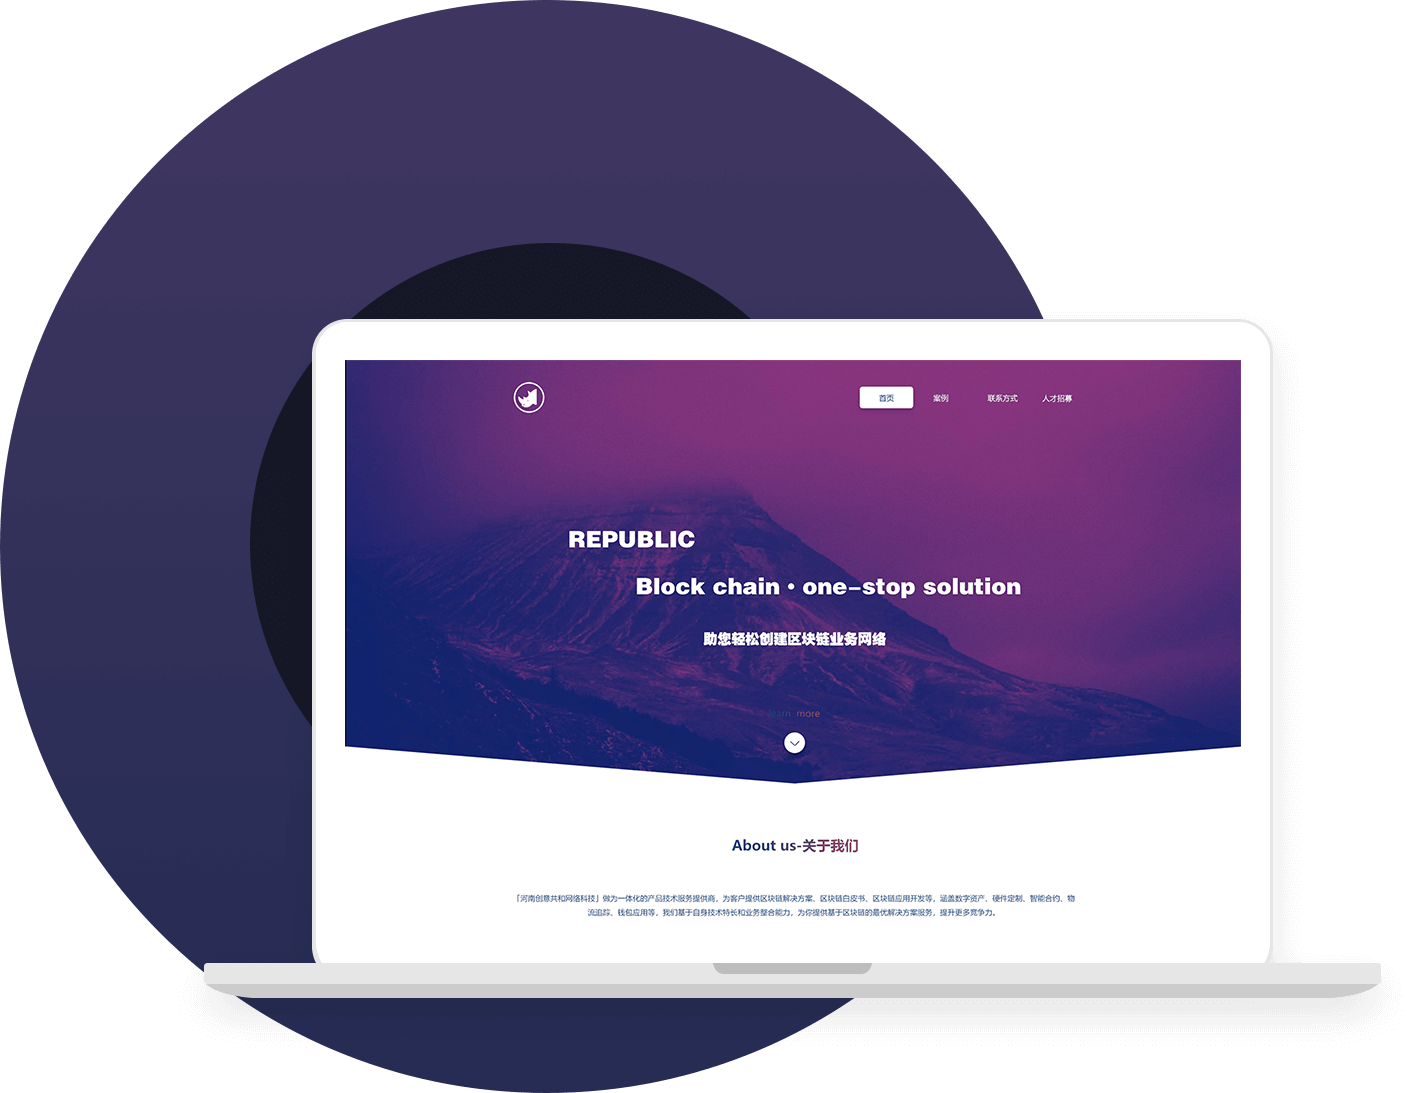 首页 案例 联系方式 人才招募
REPUBLIC
Block chain · one-stop solution
助您轻松创建区块链业务网络
learn more
About us-关于我们
「河南创意共和网络科技」做为一体化的产品技术服务提供商，为客户提供区块链解决方案、区块链白皮书、区块链应用开发等，涵盖数字资产、硬件定制、智能合约、物
流追踪、钱包应用等，我们基于自身技术特长和业务整合能力，为你提供基于区块链的最优解决方案服务，提升更多竞争力。